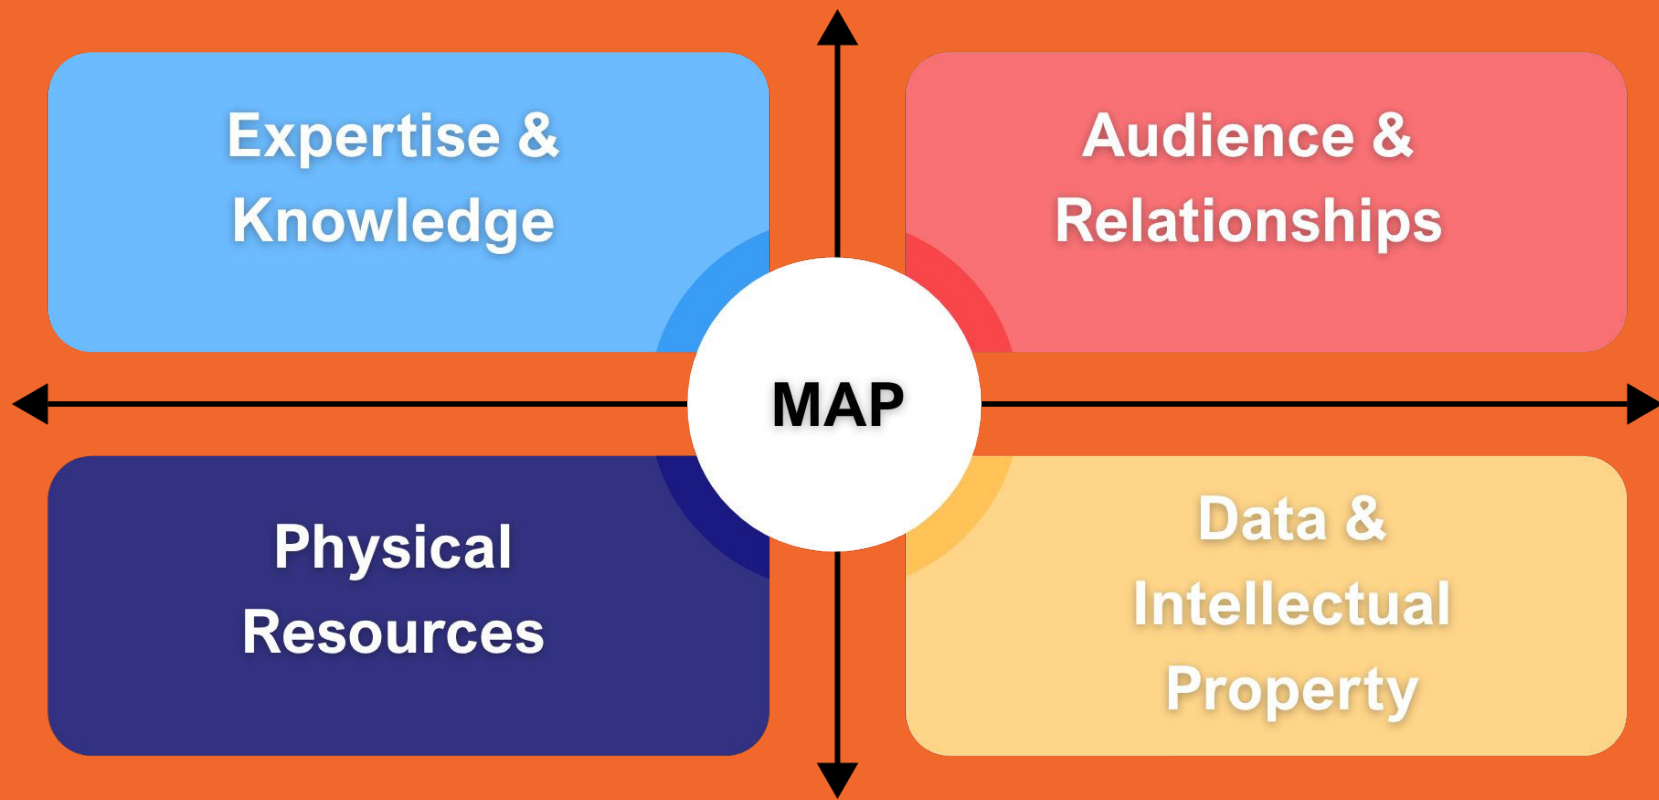 Expertise &
Knowledge
Audience &
Relationships
MAP
Physical
Resources
Data &
Intellectual
Property